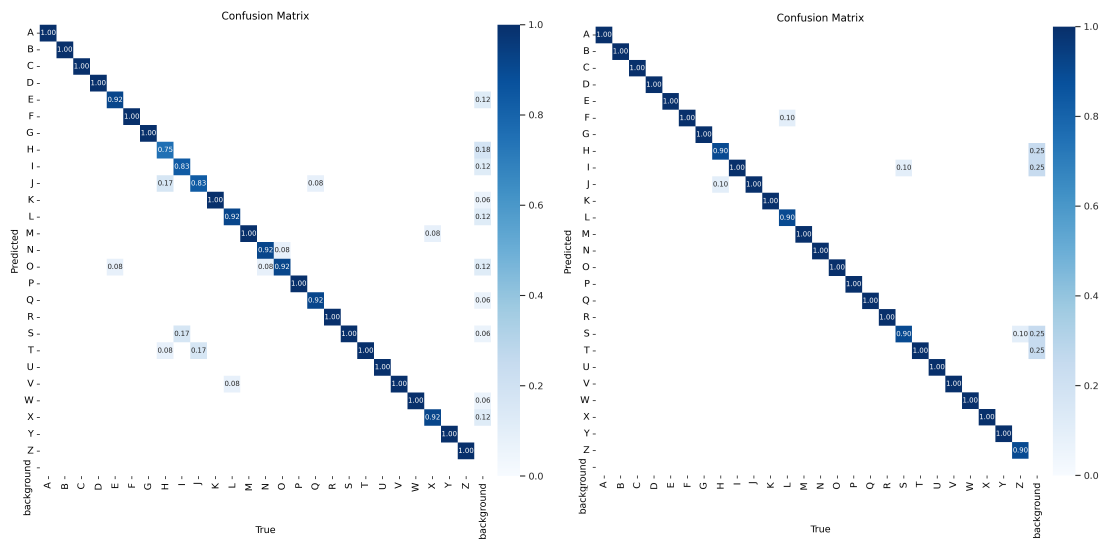 Confusion Matrix
A 1.00 1.0
B 1.00
C 1.00
D 1.00
E 0.92 0.12
F 1.00 0.8
G 1.00
H 0.75 0.18
I 0.83 0.12
J 0.17 0.83 0.08
K 1.00 0.06 0.6
L 0.92 0.12
M 1.00 0.08
N 0.92 0.08
O 0.08 0.08 0.92 0.12
P 1.00 0.4
Q 0.92 0.06
R 1.00
S 0.17 1.00 0.06
T 0.08 0.17 1.00
U 1.00 0.2
V 0.08 1.00
W 1.00 0.06
X 0.92 0.12
Y 1.00
Z 1.00
background 0.0
Predicted
A B C D E F G H I J K L M N O P Q R S T U V W X Y Z background
True
Confusion Matrix
A 1.00 1.0
B 1.00
C 1.00
D 1.00
E 1.00
F 1.00 0.10 0.8
G 1.00
H 0.90 0.25
I 1.00 0.10 0.25
J 0.10 1.00
K 1.00 0.6
L 0.90
M 1.00
N 1.00
O 1.00
P 1.00 0.4
Q 1.00
R 1.00
S 0.90 0.10 0.25
T 1.00 0.25
U 1.00 0.2
V 1.00
W 1.00
X 1.00
Y 1.00
Z 0.90
background 0.0
Predicted
A B C D E F G H I J K L M N O P Q R S T U V W X Y Z background
True